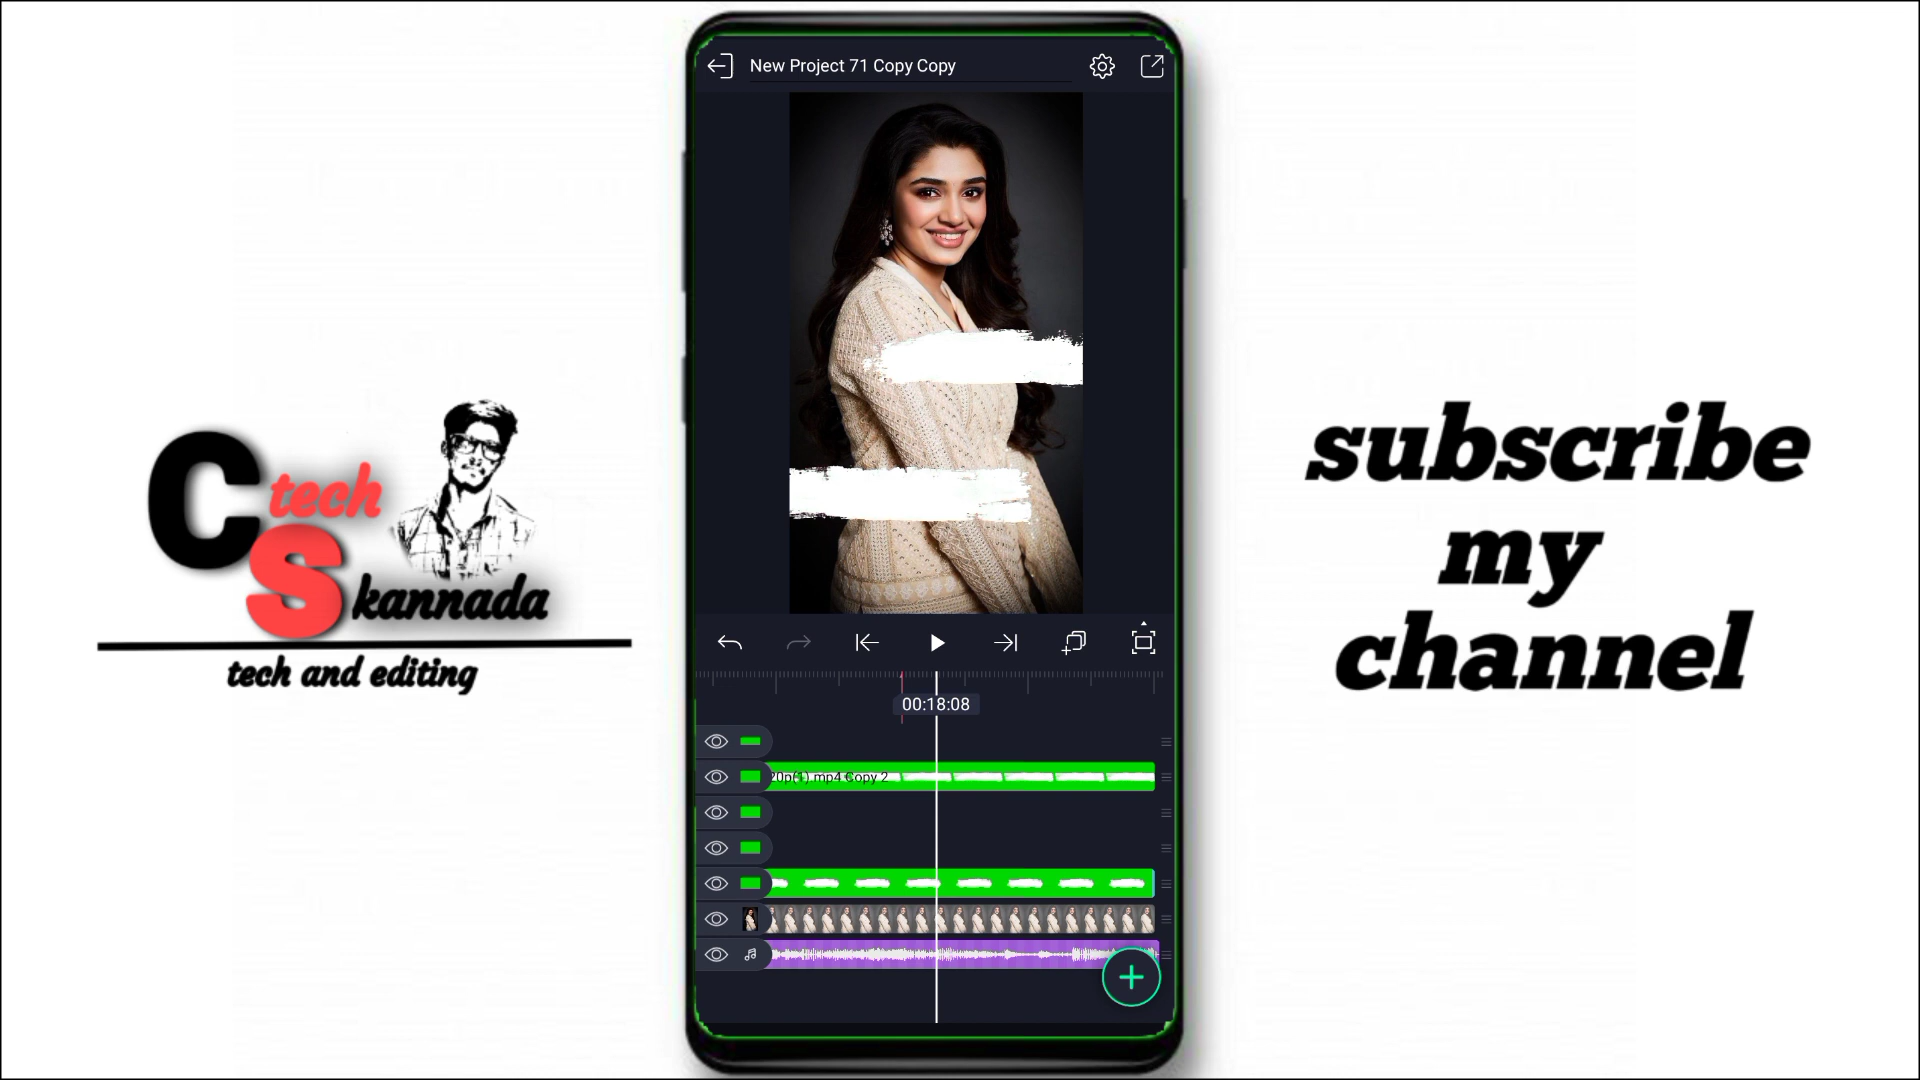 New Project 71 Copy Copy
C tech
S kannada
tech and editing
subscribe
my
channel
00:18:08
20p(1).mp4 Copy 2